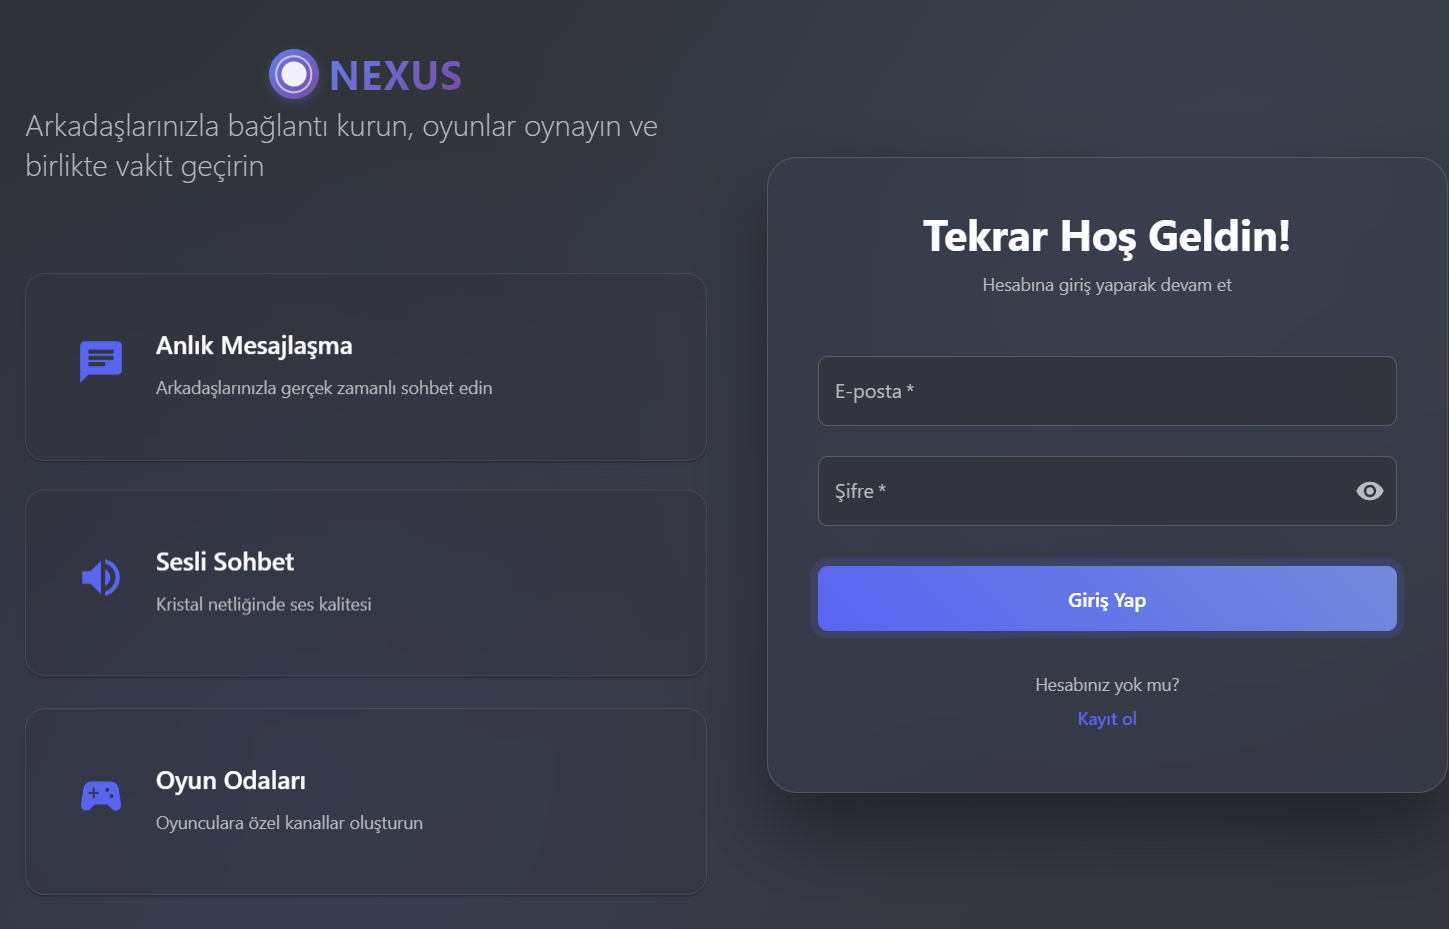 NEXUS
Arkadaşlarınızla bağlantı kurun, oyunlar oynayın ve
birlikte vakit geçirin
Anlık Mesajlaşma
Arkadaşlarınızla gerçek zamanlı sohbet edin
Sesli Sohbet
Kristal netliğinde ses kalitesi
Oyun Odaları
Oyunculara özel kanallar oluşturun
Tekrar Hoş Geldin!
Hesabına giriş yaparak devam et
E-posta *
Şifre *
Giriş Yap
Hesabınız yok mu?
Kayıt ol